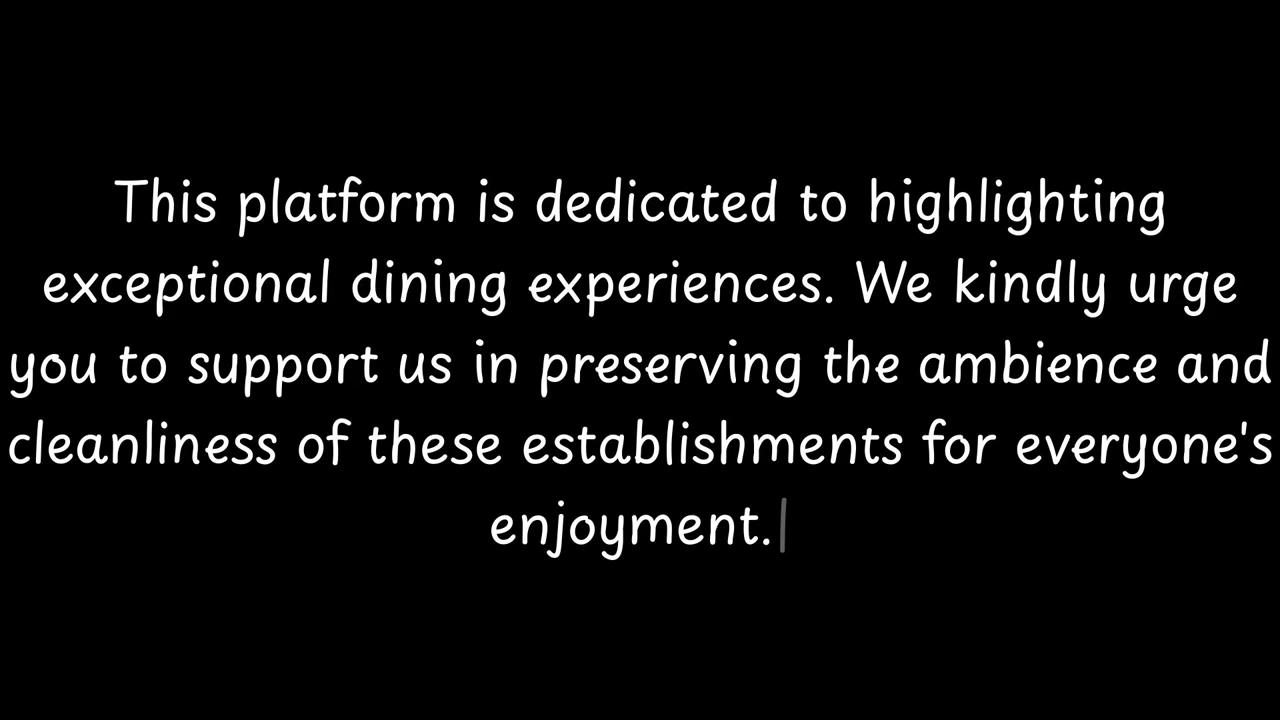 This platform is dedicated to highlighting
exceptional dining experiences. We kindly urge
you to support us in preserving the ambience and
cleanliness of these establishments for everyone's
enjoyment.